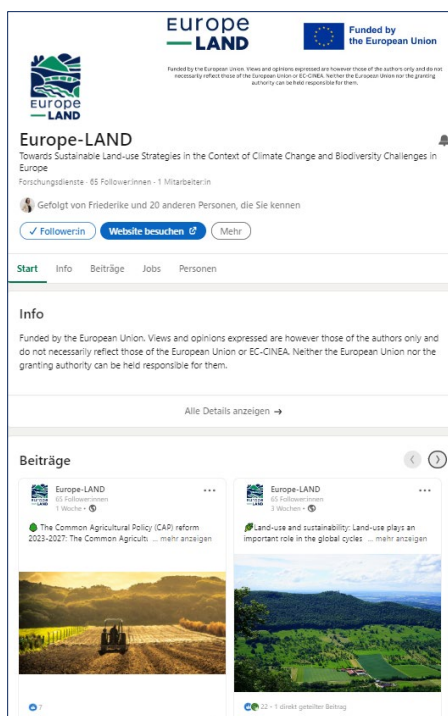 Europe
LAND
Funded by
the European Union
Funded by the European Union. Views and opinions expressed are however those of the authors only and do not
necessarily reflect those of the European Union or EC-CINEA. Neither the European Union nor the granting
authority can be held responsible for them.
europe
LAND
Europe-LAND
Towards Sustainable Land-use Strategies in the Context of Climate Change and Biodiversity Challenges in
Europe
Forschungsdienste · 65 Follower:innen · 1 Mitarbeiter:in
Gefolgt von Friederike und 20 anderen Personen, die Sie kennen
✓ Follower:in
Website besuchen
Mehr
Start Info Beiträge Jobs Personen
Info
Funded by the European Union. Views and opinions expressed are however those of the authors only and
do not necessarily reflect those of the European Union or EC-CINEA. Neither the European Union nor the
granting authority can be held responsible for them.
Alle Details anzeigen →
Beiträge
Europe-LAND
65 Follower:innen
1 Woche •
The Common Agricultural Policy (CAP) reform
2023-2027: The Common Agricultu ... mehr anzeigen
7
Europe-LAND
65 Follower:innen
3 Wochen •
Land-use and sustainability: Land-use plays an
important role in the global cycles ... mehr anzeigen
22 · 1 direkt geteilter Beitrag